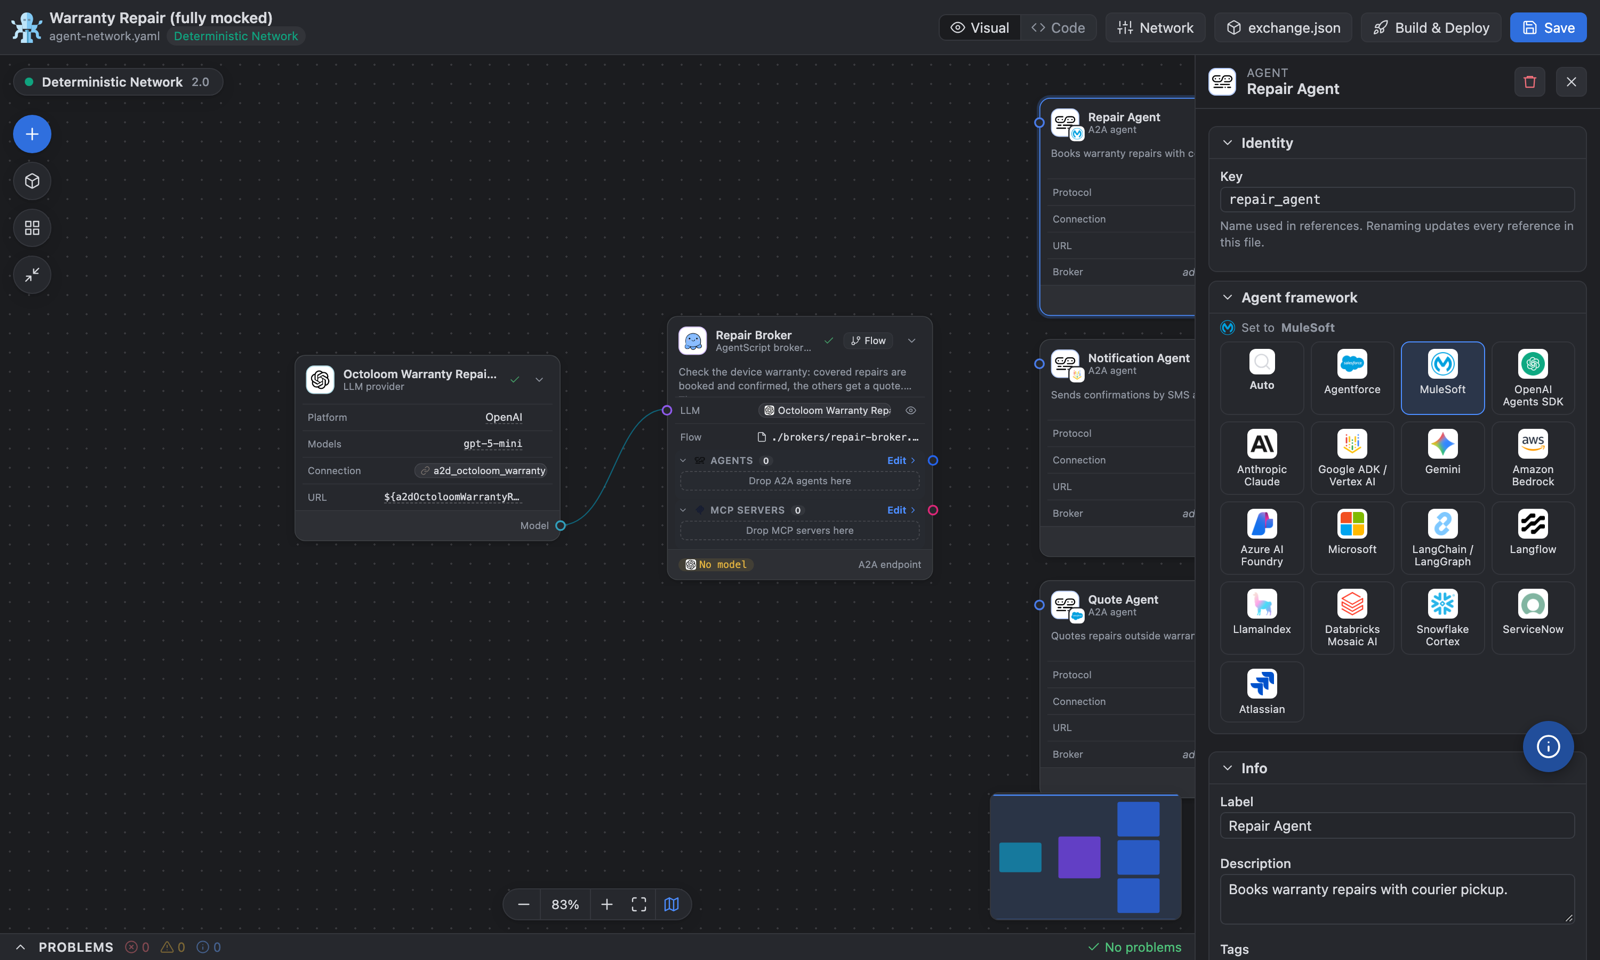 Warranty Repair (fully mocked)
agent-network.yaml Deterministic Network
Visual
Code
Network
exchange.json
Build & Deploy
Save
Deterministic Network 2.0
Octoloom Warranty Repai...
LLM provider
Platform OpenAI
Models gpt-5-mini
Connection a2d_octoloom_warranty
URL ${a2dOctoloomWarrantyR...
Model
Repair Broker
AgentScript broker...
Flow
Check the device warranty: covered repairs are
booked and confirmed, the others get a quote....
LLM Octoloom Warranty Repa
Flow ./brokers/repair-broker....
AGENTS 0 Edit
Drop A2A agents here
MCP SERVERS 0 Edit
Drop MCP servers here
No model A2A endpoint
Repair Agent
A2A agent
Books warranty repairs with c
Protocol
Connection
URL
Broker ad
Notification Agent
A2A agent
Sends confirmations by SMS a
Protocol
Connection
URL
Broker ad
Quote Agent
A2A agent
Quotes repairs outside warran
Protocol
Connection
URL
Broker ad
83%
PROBLEMS 0 0 0
No problems
AGENT
Repair Agent
Identity
Key
repair_agent
Name used in references. Renaming updates every reference in
this file.
Agent framework
Set to MuleSoft
Auto
Agentforce
MuleSoft
OpenAI
Agents SDK
Anthropic
Claude
Google ADK /
Vertex AI
Gemini
aws
Amazon
Bedrock
Azure AI
Foundry
Microsoft
LangChain /
LangGraph
Langflow
LlamaIndex
Databricks
Mosaic AI
Snowflake
Cortex
ServiceNow
Atlassian
Info
Label
Repair Agent
Description
Books warranty repairs with courier pickup.
Tags